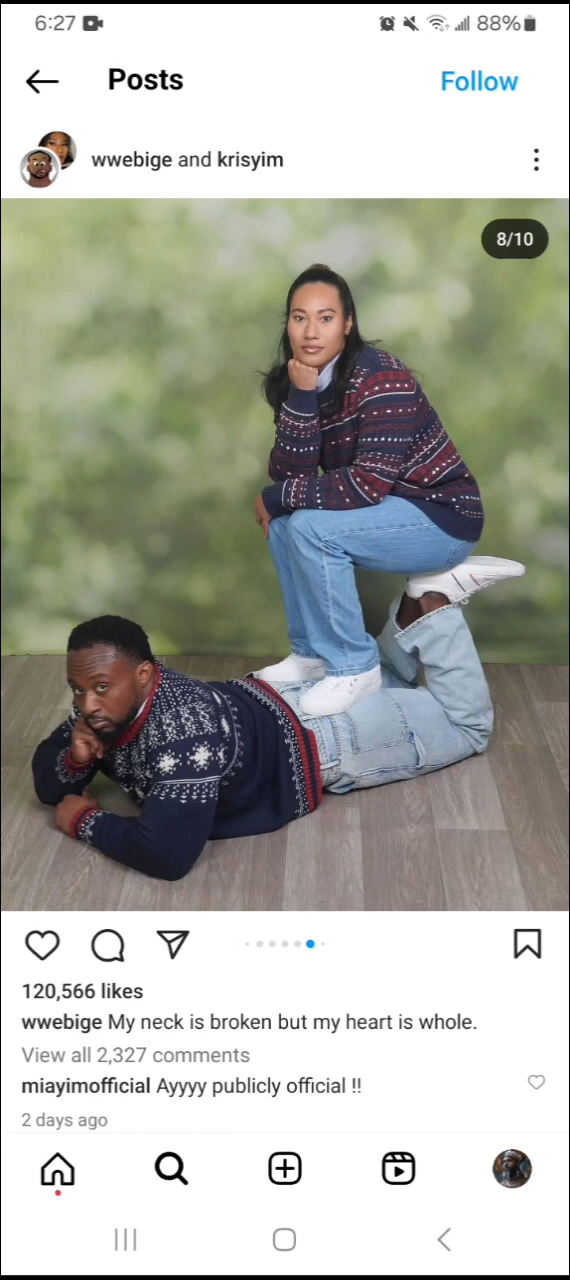 6:27 88%
Posts Follow
wwebige and krisyim
8/10
120,566 likes
wwebige My neck is broken but my heart is whole.
View all 2,327 comments
miayimofficial Ayyyy publicly official !!
2 days ago